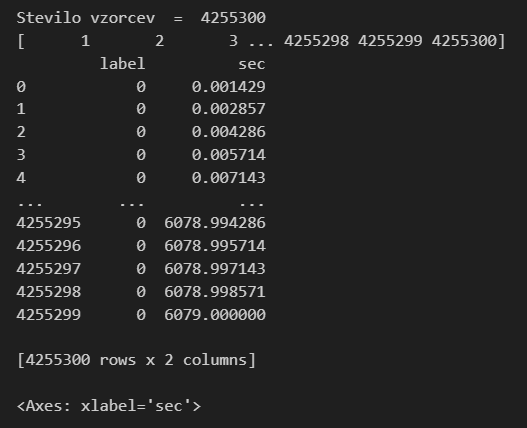 Stevilo vzorcev  =  4255300
[      1       2       3 ... 4255298 4255299 4255300]
         label          sec
0            0     0.001429
1            0     0.002857
2            0     0.004286
3            0     0.005714
4            0     0.007143
...        ...          ...
4255295      0  6078.994286
4255296      0  6078.995714
4255297      0  6078.997143
4255298      0  6078.998571
4255299      0  6079.000000
[4255300 rows x 2 columns]
<Axes: xlabel='sec'>